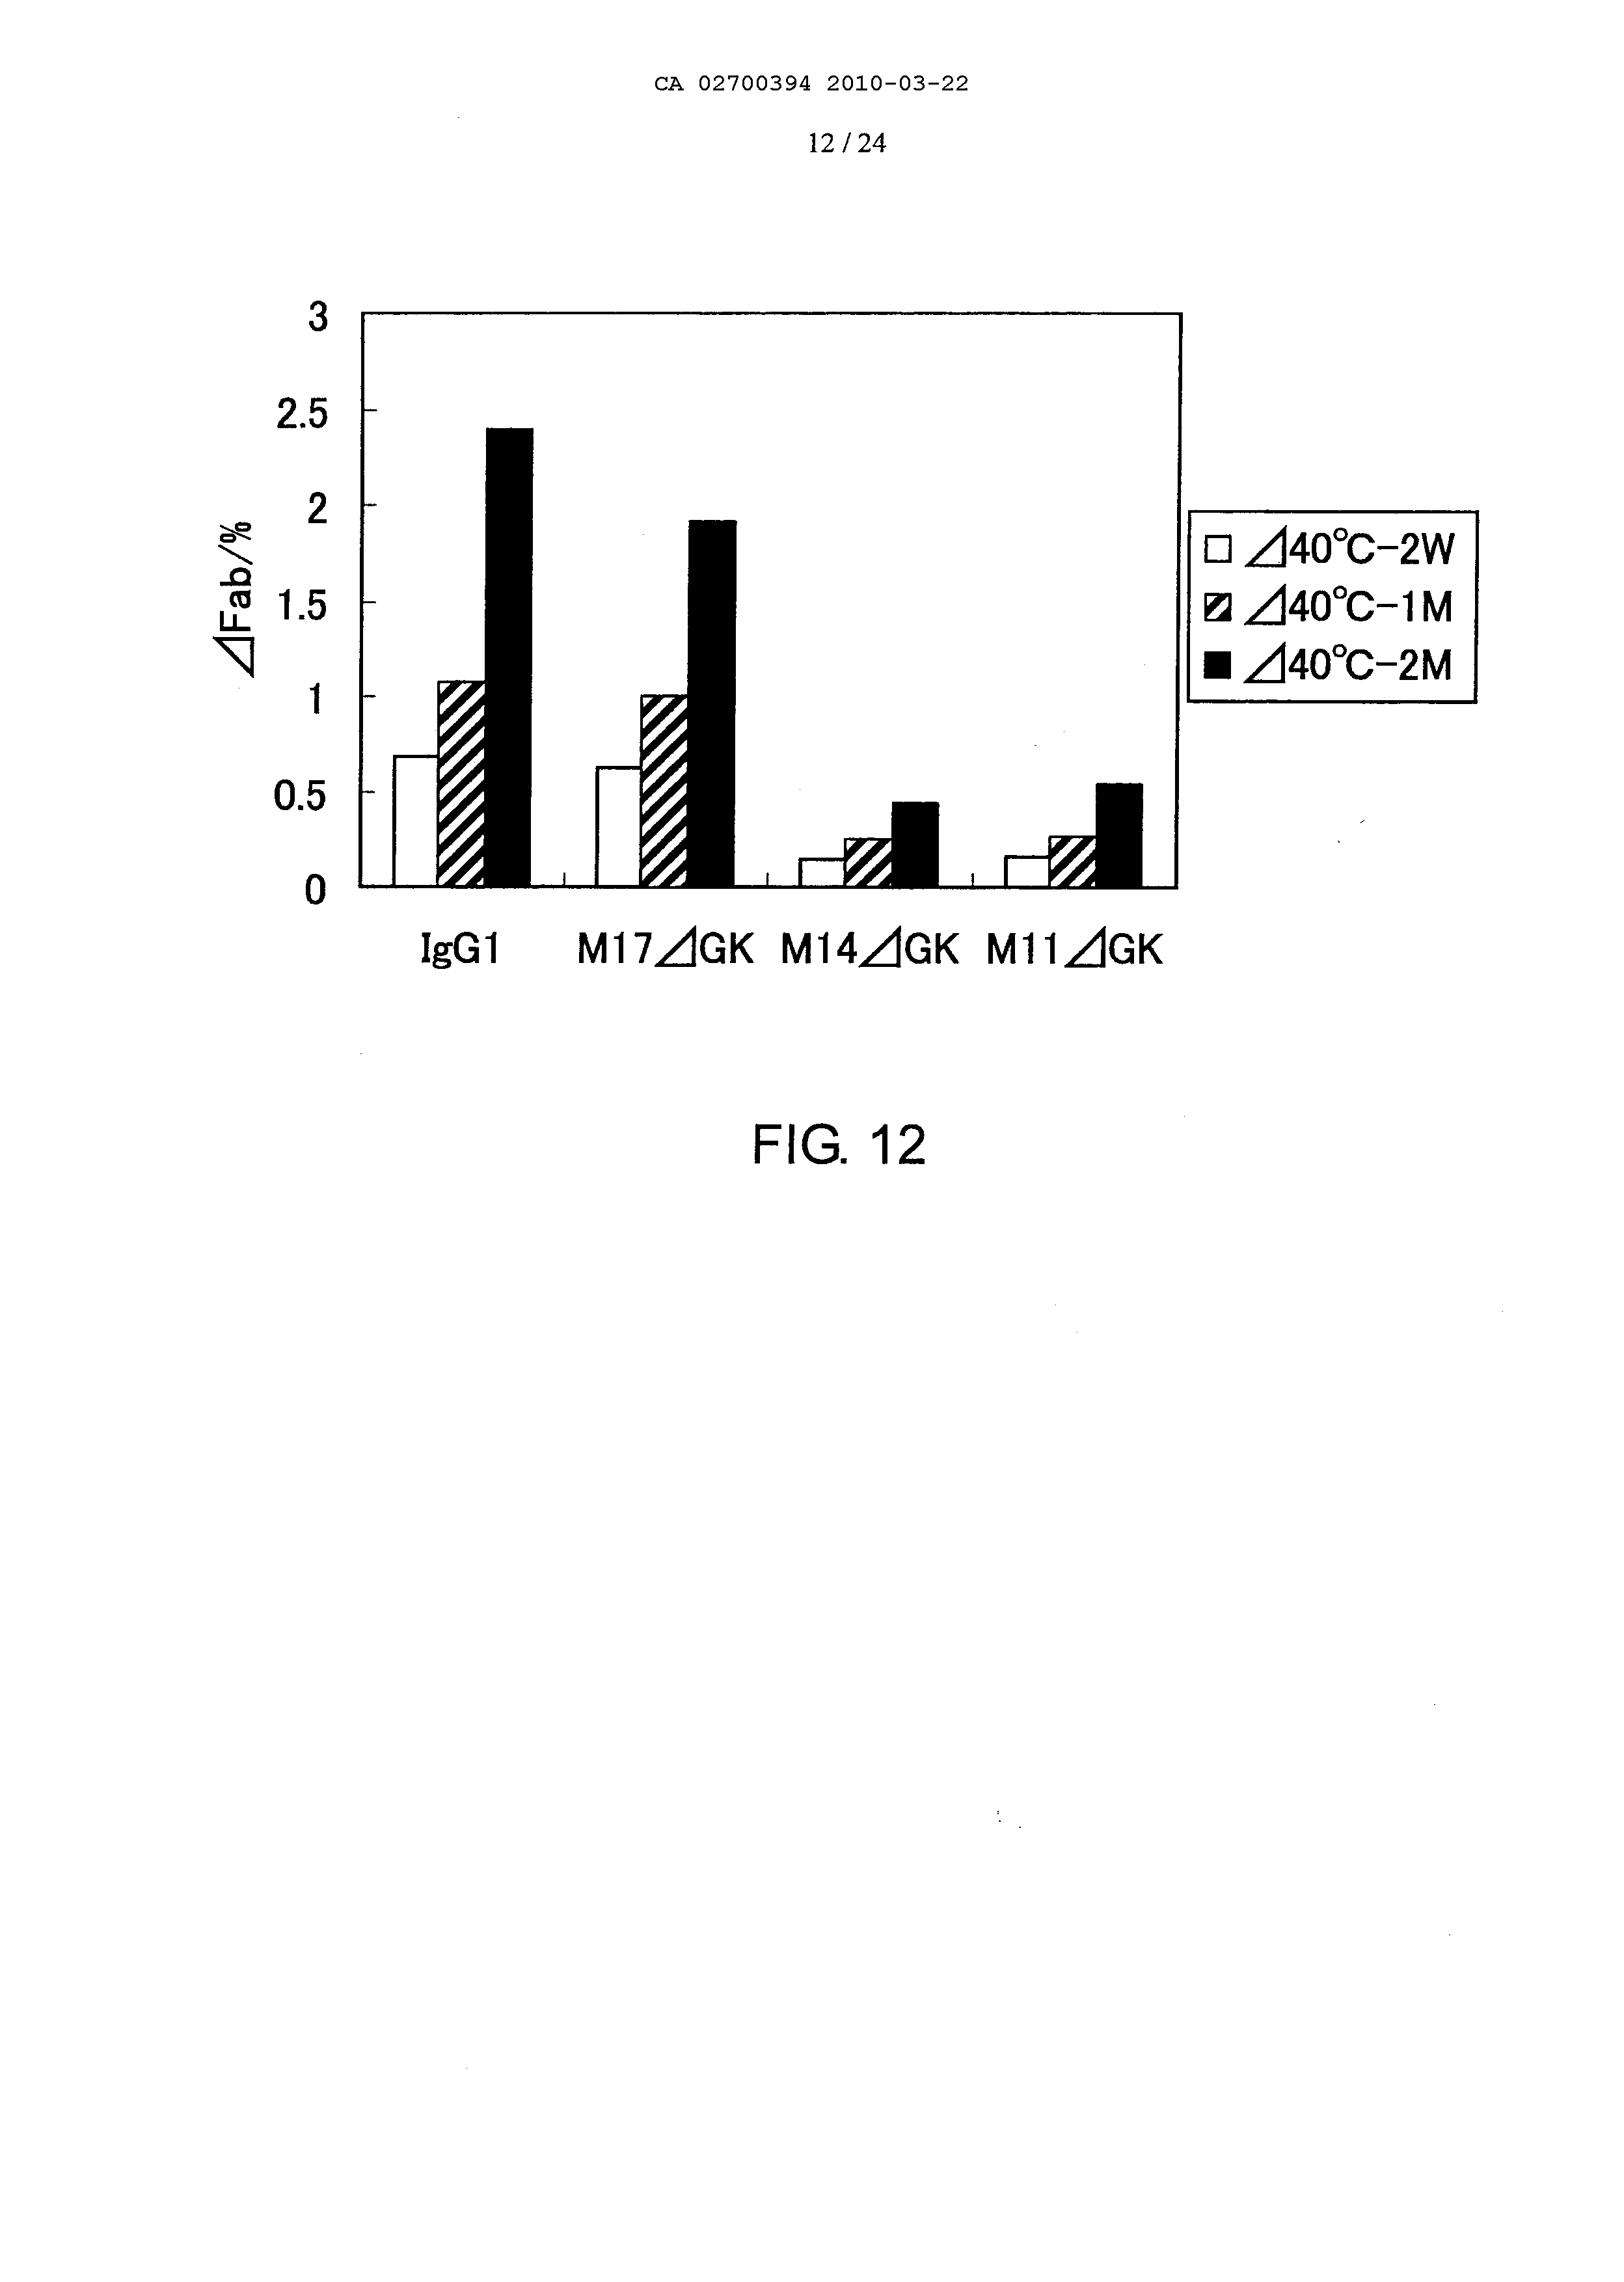 CA 02700394 2010-03-22
12 / 24
3
2.5
2
1.5
1
0.5
0
⊿Fab/%
IgG1 M17⊿GK M14⊿GK M11⊿GK
⊿40℃-2W
⊿40℃-1M
⊿40℃-2M
FIG. 12